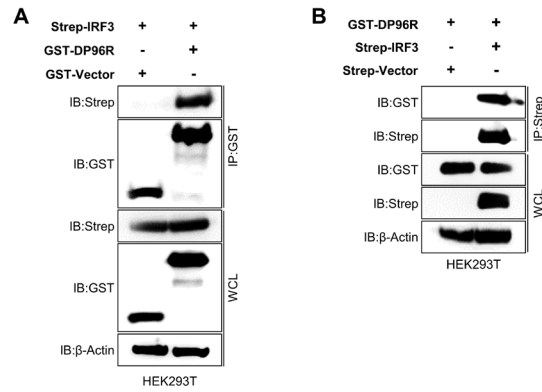 A
Strep-IRF3 + +
GST-DP96R - +
GST-Vector + -
IB:Strep
IB:GST
IP:GST
IB:Strep
IB:GST
WCL
IB:β-Actin
HEK293T
B
GST-DP96R + +
Strep-IRF3 - +
Strep-Vector + -
IB:GST
IB:Strep
IP:Strep
IB:GST
IB:Strep
WCL
IB:β-Actin
HEK293T